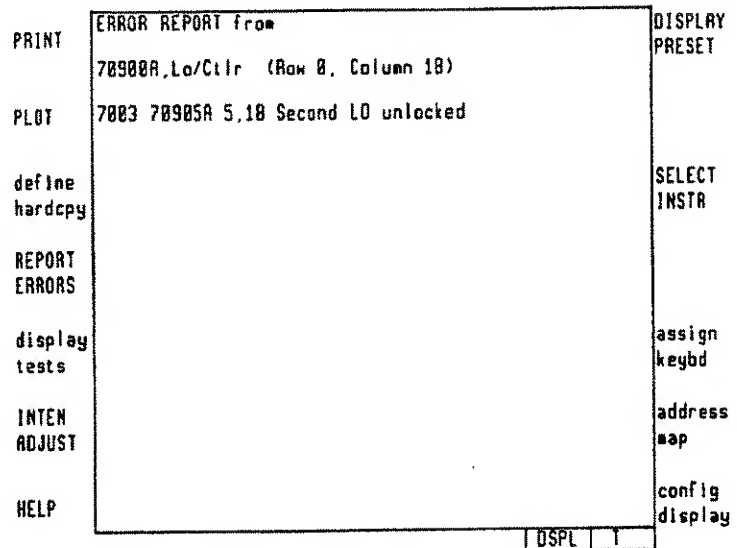 PRINT
PLOT
define
hardcpy
REPORT
ERRORS
display
tests
INTEN
ADJUST
HELP
ERROR REPORT from
70900A,Lo/Ctlr (Row 0, Column 18)
7003 70905A 5,18 Second LO unlocked
DISPLAY
PRESET
SELECT
INSTR
assign
keybd
address
map
config
display
DSPL